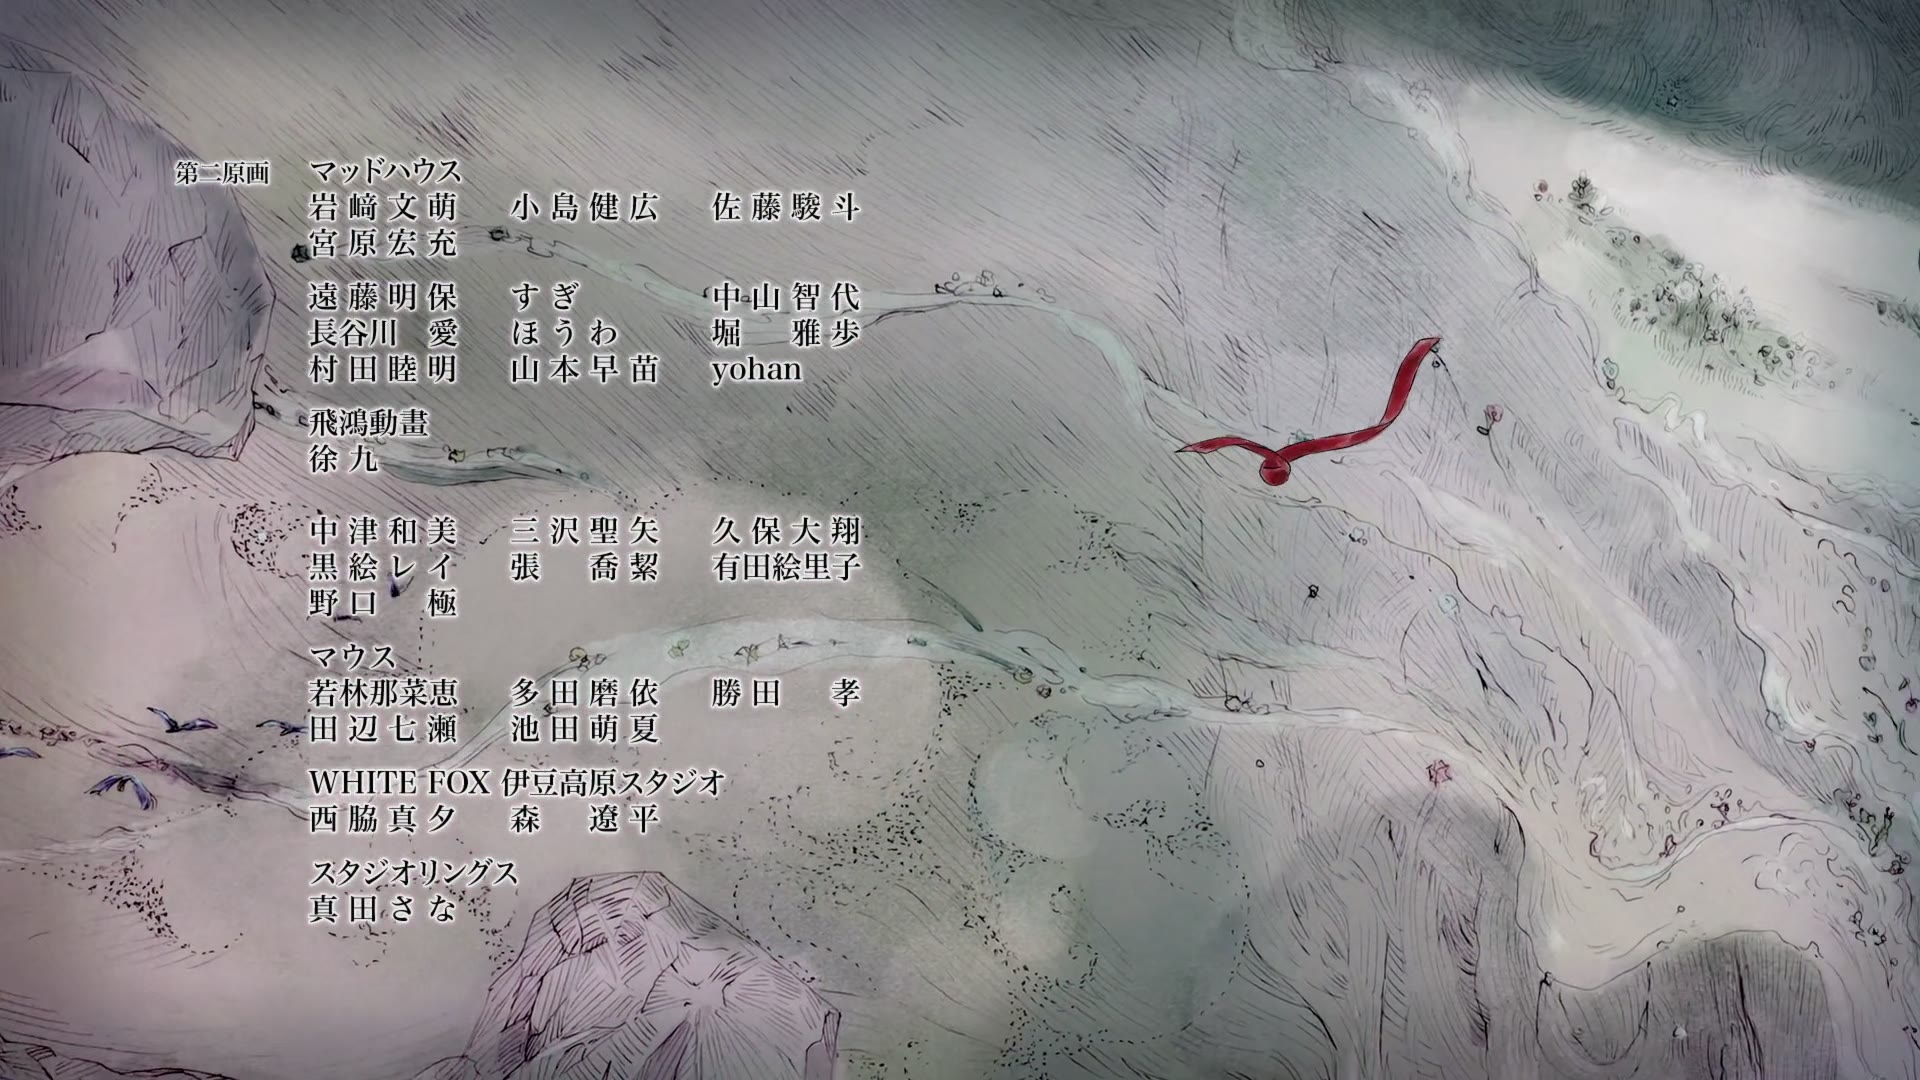 第二原画 マッドハウス
岩﨑文萌 小島健広 佐藤駿斗
宮原宏充
遠藤明保 すぎ 中山智代
長谷川 愛 ほうわ 堀 雅歩
村田睦明 山本早苗 yohan
飛鴻動畫
徐九
中津和美 三沢聖矢 久保大翔
黒絵レイ 張 喬絜 有田絵里子
野口 極
マウス
若林那菜恵 多田磨依 勝田 孝
田辺七瀬 池田萌夏
WHITE FOX 伊豆高原スタジオ
西脇真夕 森 遼平
スタジオリングス
真田さな